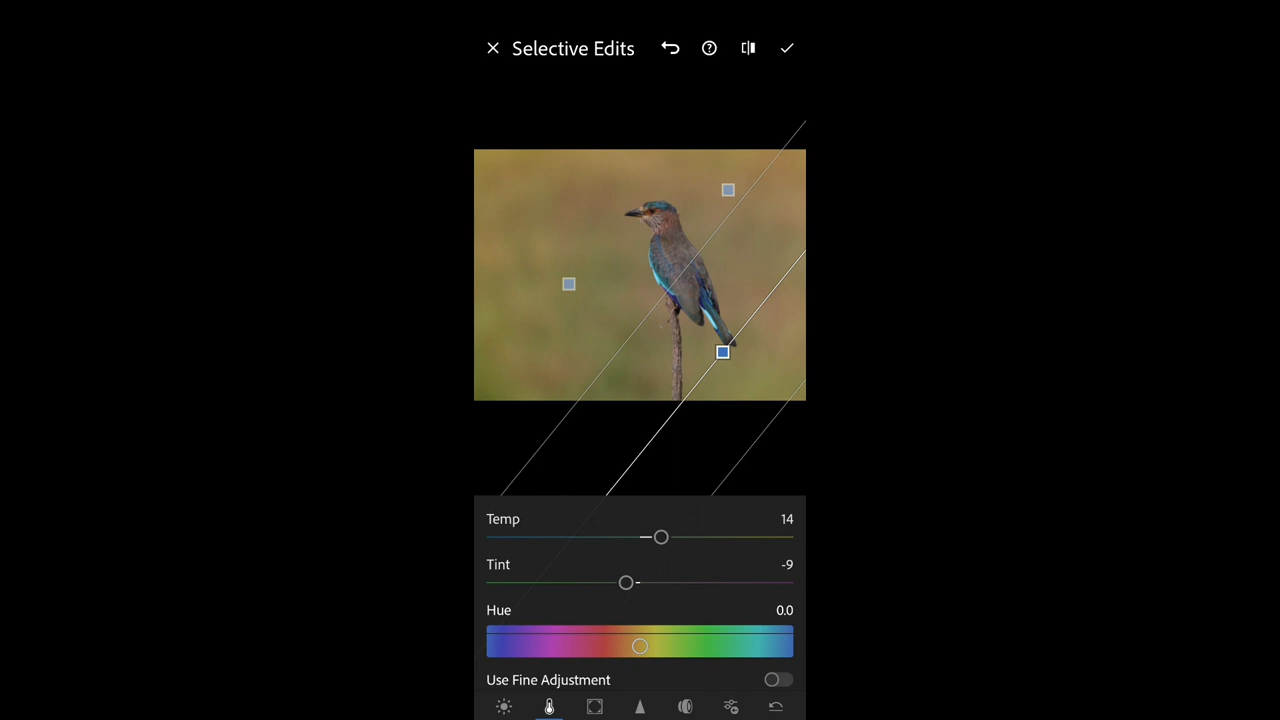 Selective Edits
Temp 14
Tint -9
Hue 0.0
Use Fine Adjustment